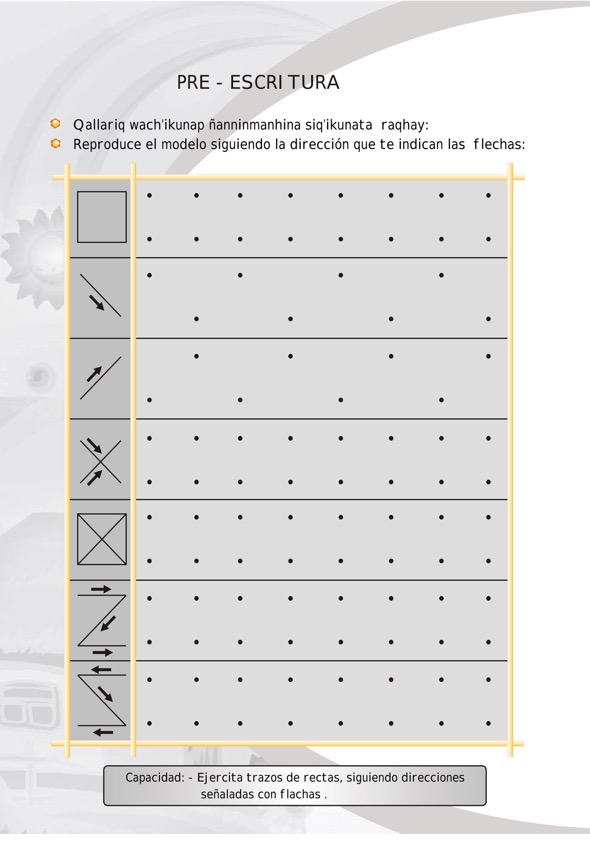 PRE - ESCRITURA
Qallariq wach'ikunap ñanninmanhina siq'ikunata raqhay:
Reproduce el modelo siguiendo la dirección que te indican las flechas:
Capacidad: - Ejercita trazos de rectas, siguiendo direcciones
señaladas con flachas .